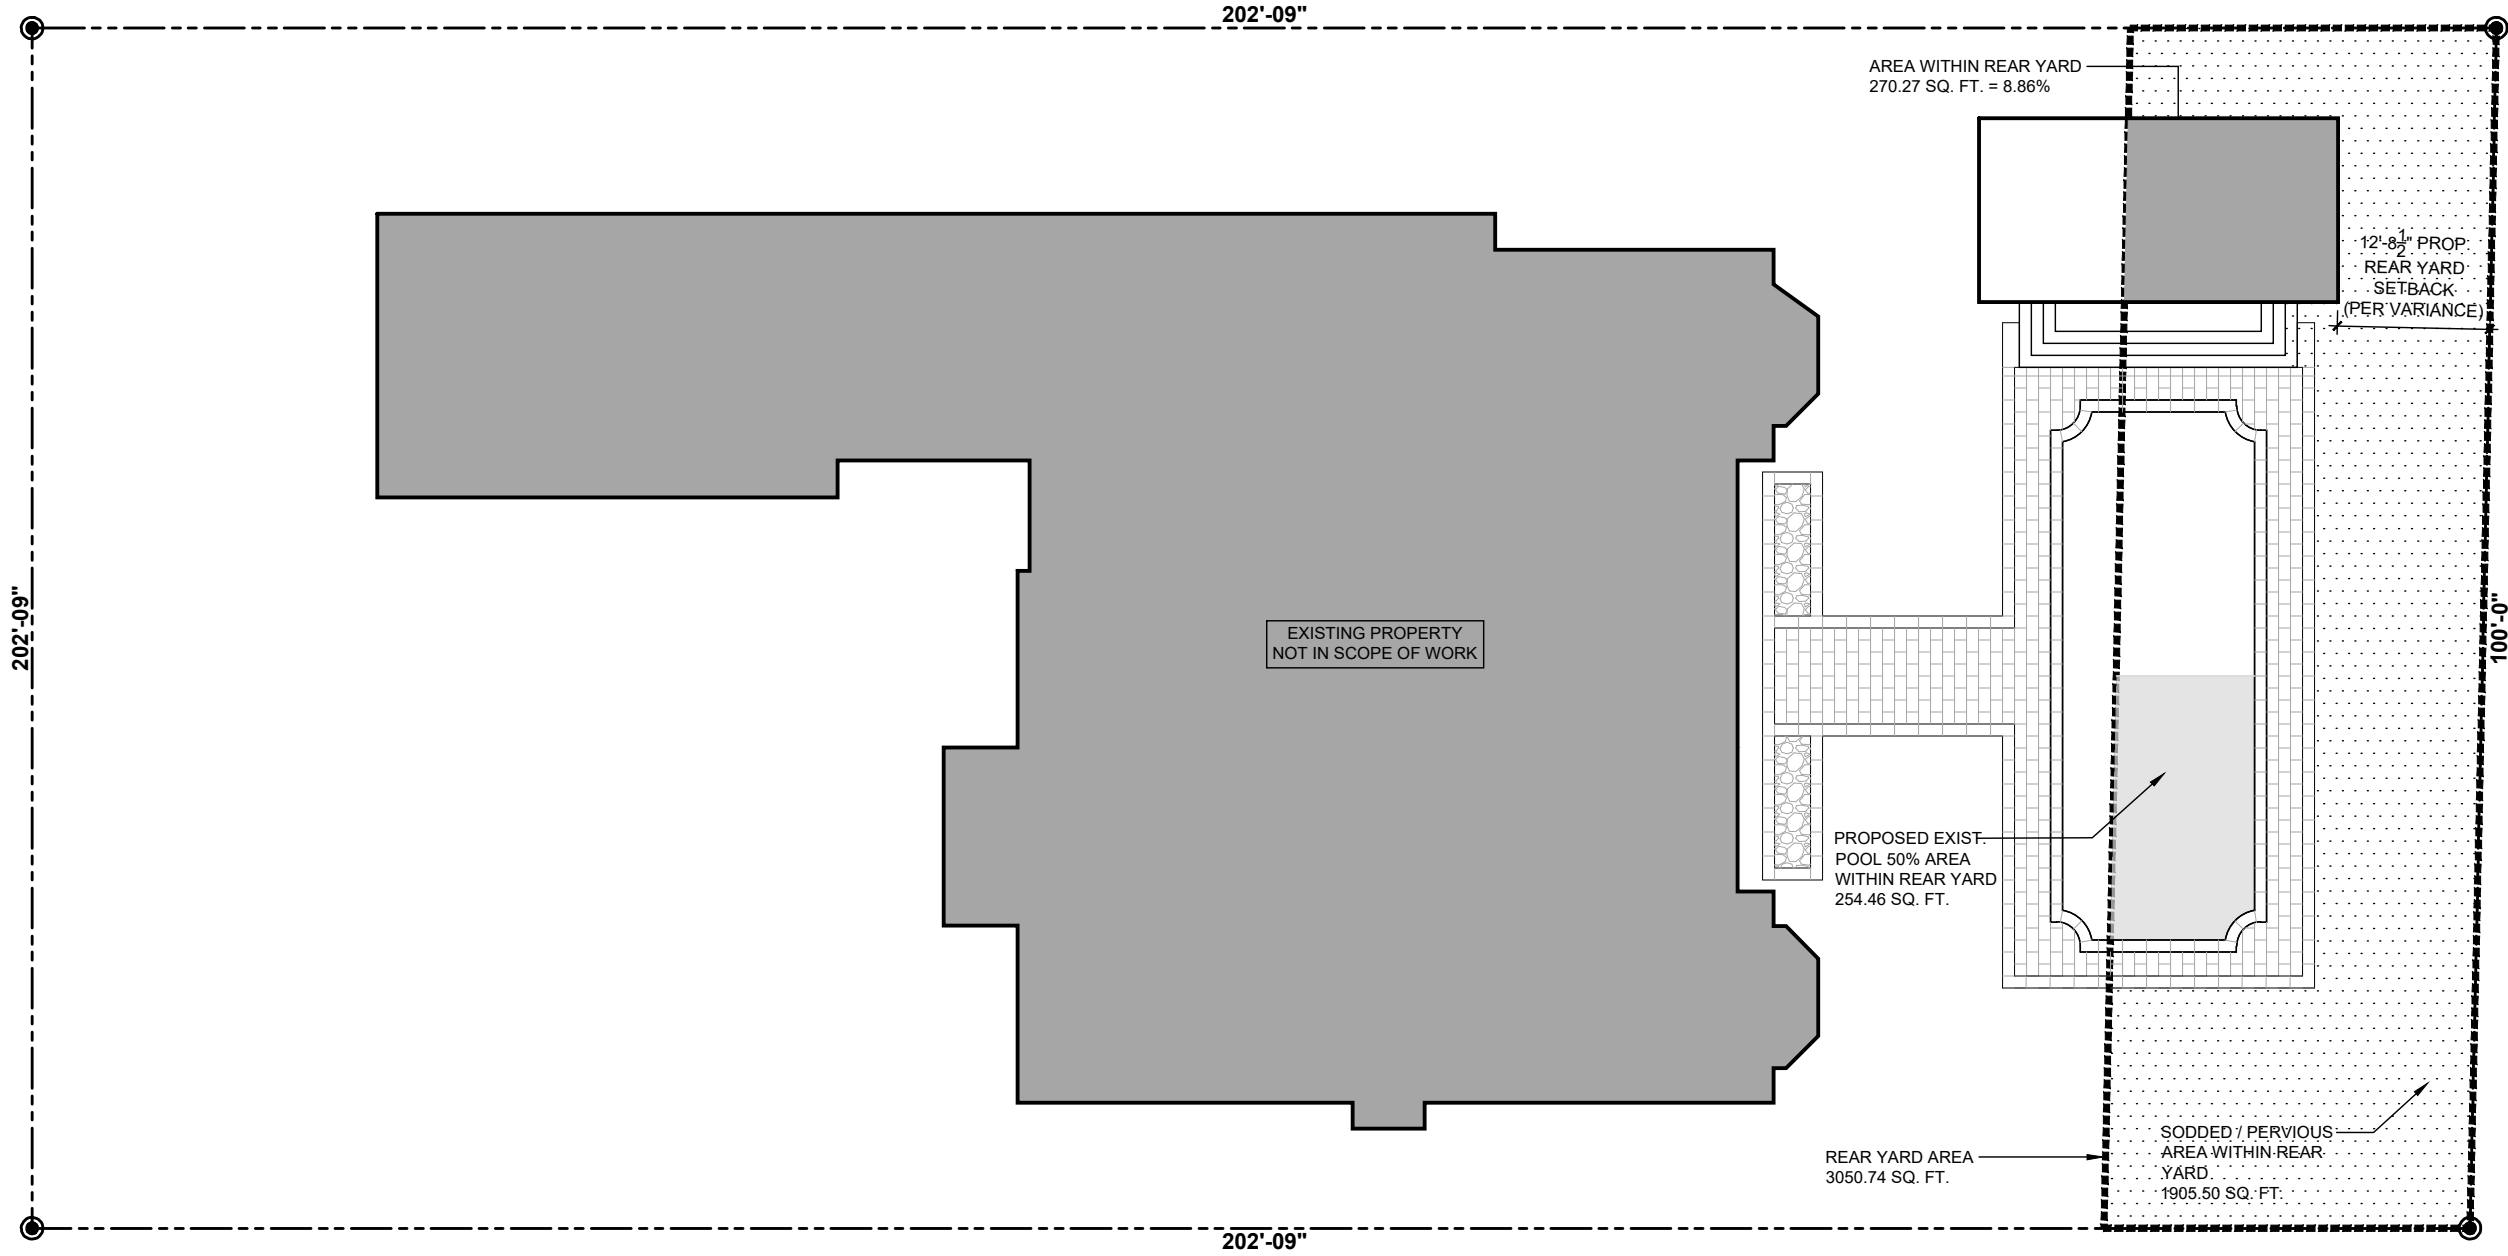 202'-09"
AREA WITHIN REAR YARD
270.27 SQ. FT. = 8.86%
12'-8 1/2" PROP.
REAR YARD
SETBACK
(PER VARIANCE)
202'-09"
EXISTING PROPERTY
NOT IN SCOPE OF WORK
100'-0"
PROPOSED EXIST.
POOL 50% AREA
WITHIN REAR YARD
254.46 SQ. FT.
REAR YARD AREA
3050.74 SQ. FT.
SODDED / PERVIOUS
AREA WITHIN REAR
YARD
1905.50 SQ. FT.
202'-09"